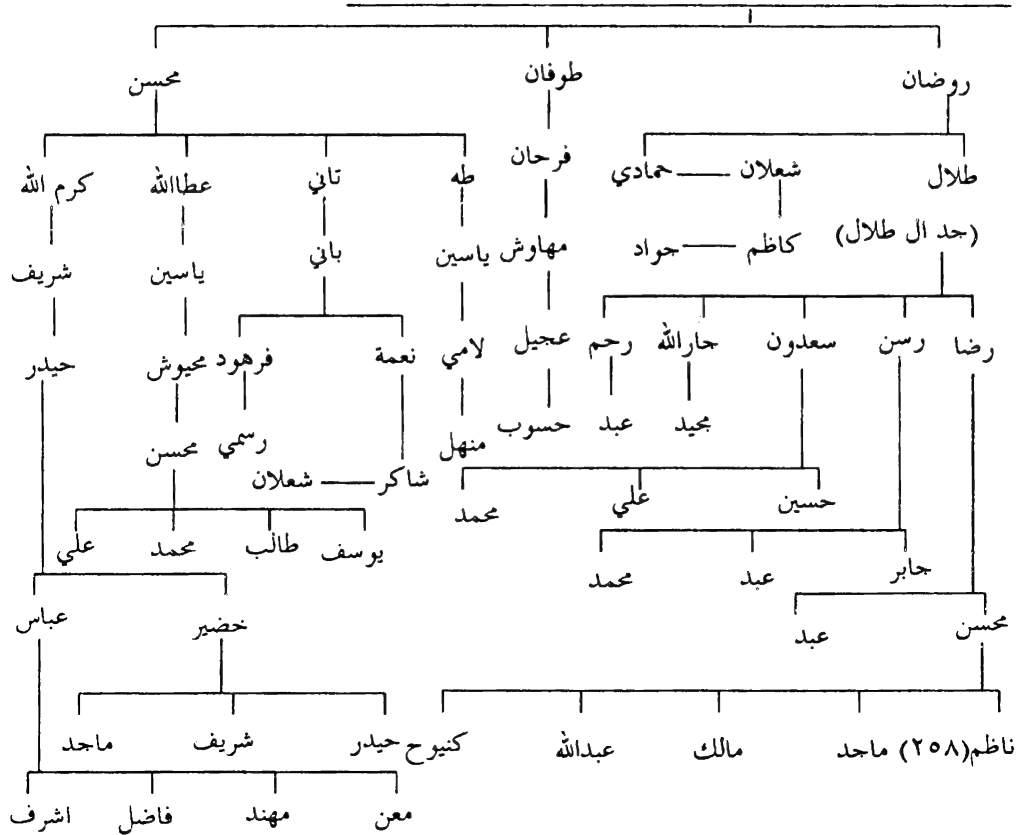 روضان طوفان محسن
طلال شعلان حمادي فرحان طه تاني عطاالله كرم الله
(جد ال طلال) كاظم جواد مهاوش ياسين باني ياسين شريف
رضا رسن سعدون جارالله رحم عجيل لامي نعمة فرهود محيوش حيدر
مجيد عبد حسوب منهل رسمي محسن
شاكر شعلان
حسين علي محمد
يوسف طالب محمد علي
جابر عبد محمد
محسن عبد خضير عباس
ناظم(٢٥٨) ماجد مالك عبدالله كنيوح حيدر شريف ماجد
معن مهند فاضل اشرف